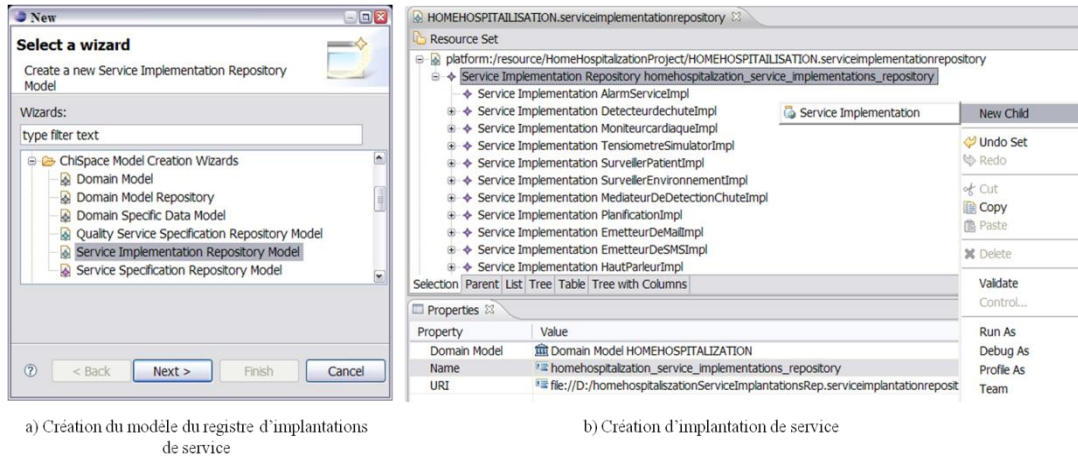 New
Select a wizard
Create a new Service Implementation Repository
Model
Wizards:
type filter text
ChiSpace Model Creation Wizards
Domain Model
Domain Model Repository
Domain Specific Data Model
Quality Service Specification Repository Model
Service Implementation Repository Model
Service Specification Repository Model
< Back
Next >
Finish
Cancel
a) Création du modèle du registre d'implantations
de service
HOMEHOSPITAILISATION.serviceimplementationrepository
Resource Set
platform:/resource/HomeHospitalizationProject/HOMEHOSPITAILISATION.serviceimplementationrepository
Service Implementation Repository homehospitalization_service_implementations_repository
Service Implementation AlarmServiceImpl
Service Implementation DetecteurdechuteImpl
Service Implementation MoniteurcardiaqueImpl
Service Implementation TensiometreSimulatorImpl
Service Implementation SurveillerPatientImpl
Service Implementation SurveillerEnvironnementImpl
Service Implementation MediateurDeDetectionChuteImpl
Service Implementation PlanificationImpl
Service Implementation EmetteurDeMailImpl
Service Implementation EmetteurDeSMSImpl
Service Implementation HautParleurImpl
Selection Parent List Tree Table Tree with Columns
Service Implementation
New Child
Undo Set
Redo
Cut
Copy
Paste
Delete
Validate
Control...
Run As
Debug As
Profile As
Team
Properties
Property Value
Domain Model Domain Model HOMEHOSPITALIZATION
Name homehospitalization_service_implementations_repository
URI file://D:/homehospitaliszationServiceImplantationsRep.serviceimplantationreposit
b) Création d'implantation de service